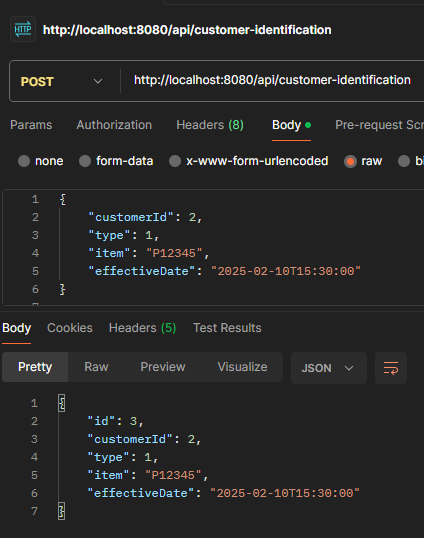 HTTP http://localhost:8080/api/customer-identification
POST http://localhost:8080/api/customer-identification
Params Authorization Headers (8) Body Pre-request Scr
none form-data x-www-form-urlencoded raw bi
1 {
2 "customerId": 2,
3 "type": 1,
4 "item": "P12345",
5 "effectiveDate": "2025-02-10T15:30:00"
6 }
Body Cookies Headers (5) Test Results
Pretty Raw Preview Visualize JSON
1 {
2 "id": 3,
3 "customerId": 2,
4 "type": 1,
5 "item": "P12345",
6 "effectiveDate": "2025-02-10T15:30:00"
7 }